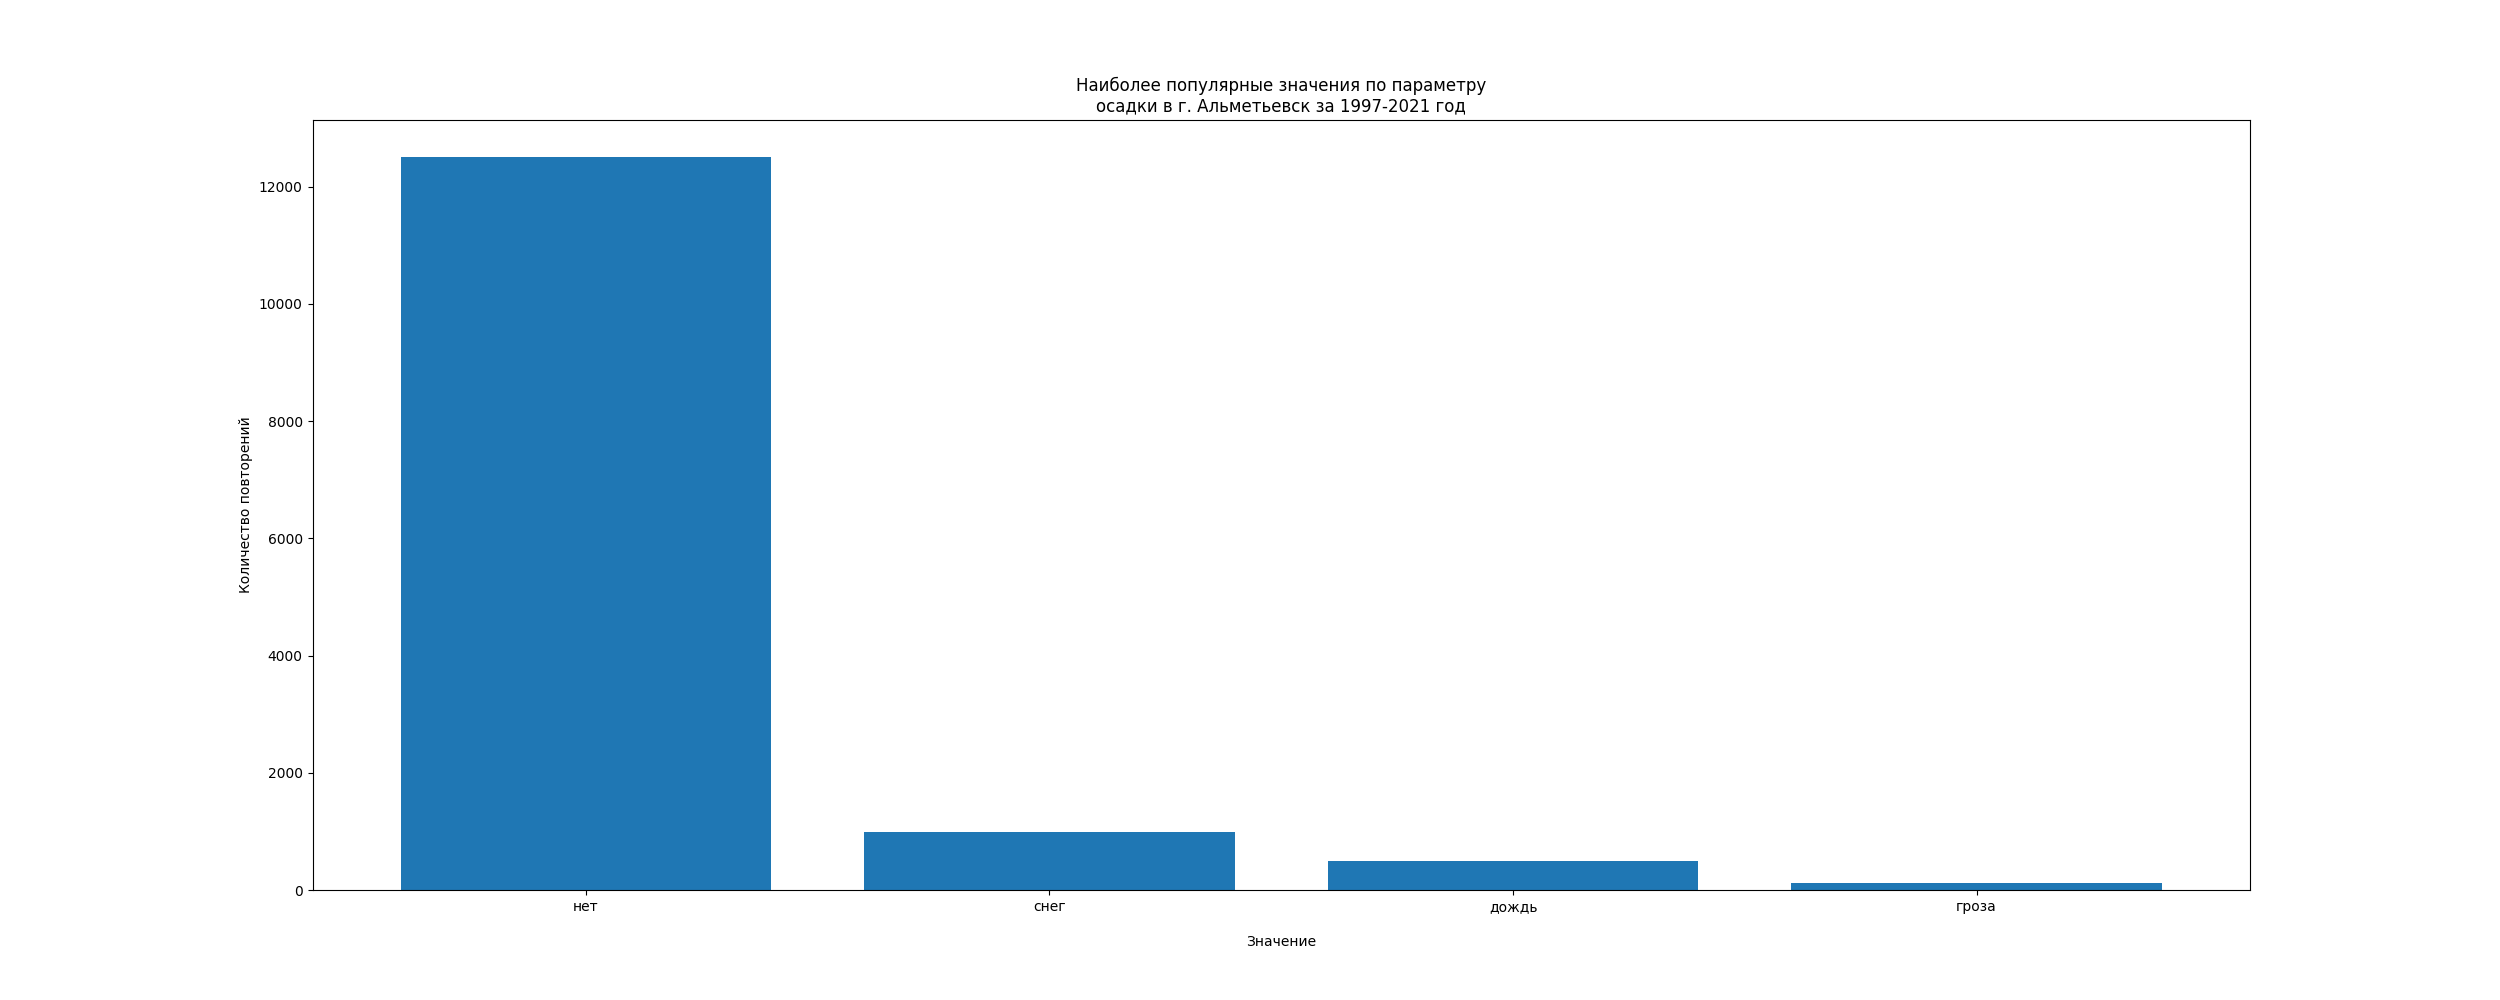 Наиболее популярные значения по параметру
осадки в г. Альметьевск за 1997-2021 год
Количество повторений
12000
10000
8000
6000
4000
2000
0
нет снег дождь гроза
Значение